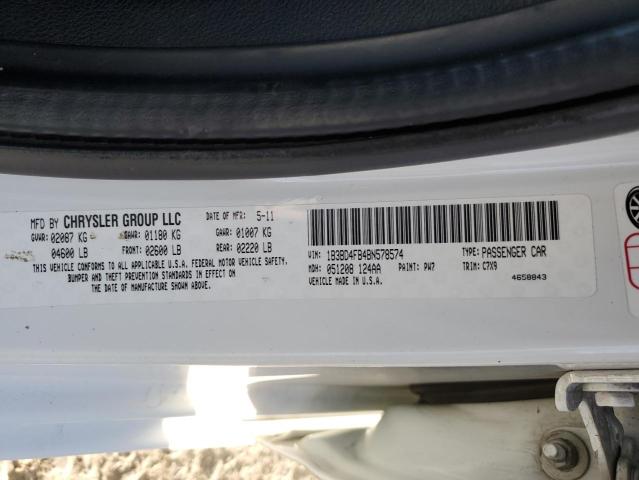 MFD BY CHRYSLER GROUP LLC DATE OF MFR: 5-11
GVWR: 02087 KG GAWR: 01180 KG GAWR: 01007 KG
04600 LB FRONT: 02600 LB REAR: 02220 LB
THIS VEHICLE CONFORMS TO ALL APPLICABLE U.S.A. FEDERAL MOTOR VEHICLE SAFETY,
BUMPER AND THEFT PREVENTION STANDARDS IN EFFECT ON
THE DATE OF MANUFACTURE SHOWN ABOVE.
VIN: 1B3BD4FB4BN578574 TYPE: PASSENGER CAR
MDH: 051208 124AA PAINT: PW7 TRIM: C7X9
VEHICLE MADE IN U.S.A. 4658843